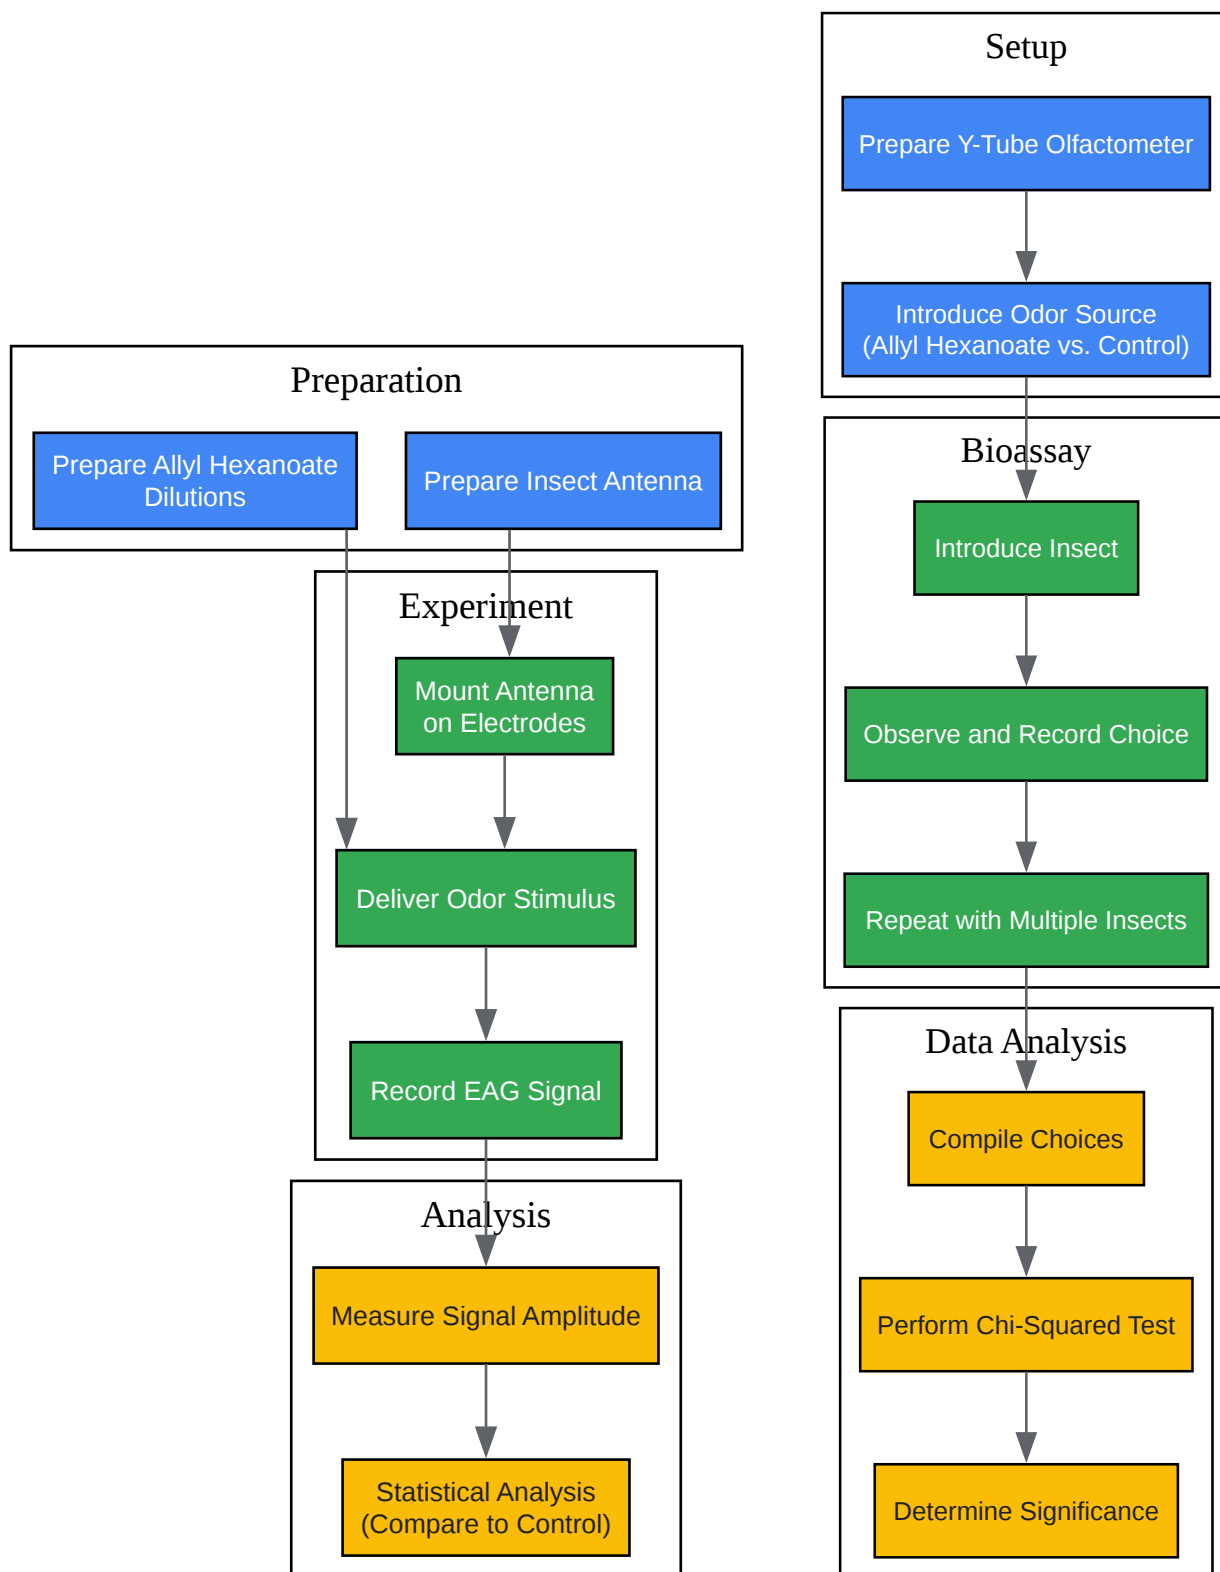 Preparation
Prepare Allyl Hexanoate
Dilutions
Prepare Insect Antenna
Experiment
Mount Antenna
on Electrodes
Deliver Odor Stimulus
Record EAG Signal
Analysis
Measure Signal Amplitude
Statistical Analysis
(Compare to Control)
Setup
Prepare Y-Tube Olfactometer
Introduce Odor Source
(Allyl Hexanoate vs. Control)
Bioassay
Introduce Insect
Observe and Record Choice
Repeat with Multiple Insects
Data Analysis
Compile Choices
Perform Chi-Squared Test
Determine Significance